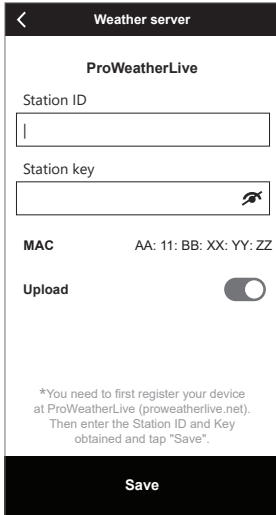 Weather server
ProWeatherLive
Station ID
Station key
MAC AA: 11: BB: XX: YY: ZZ
Upload
*You need to first register your device
at ProWeatherLive (proweatherlive.net).
Then enter the Station ID and Key
obtained and tap "Save".
Save